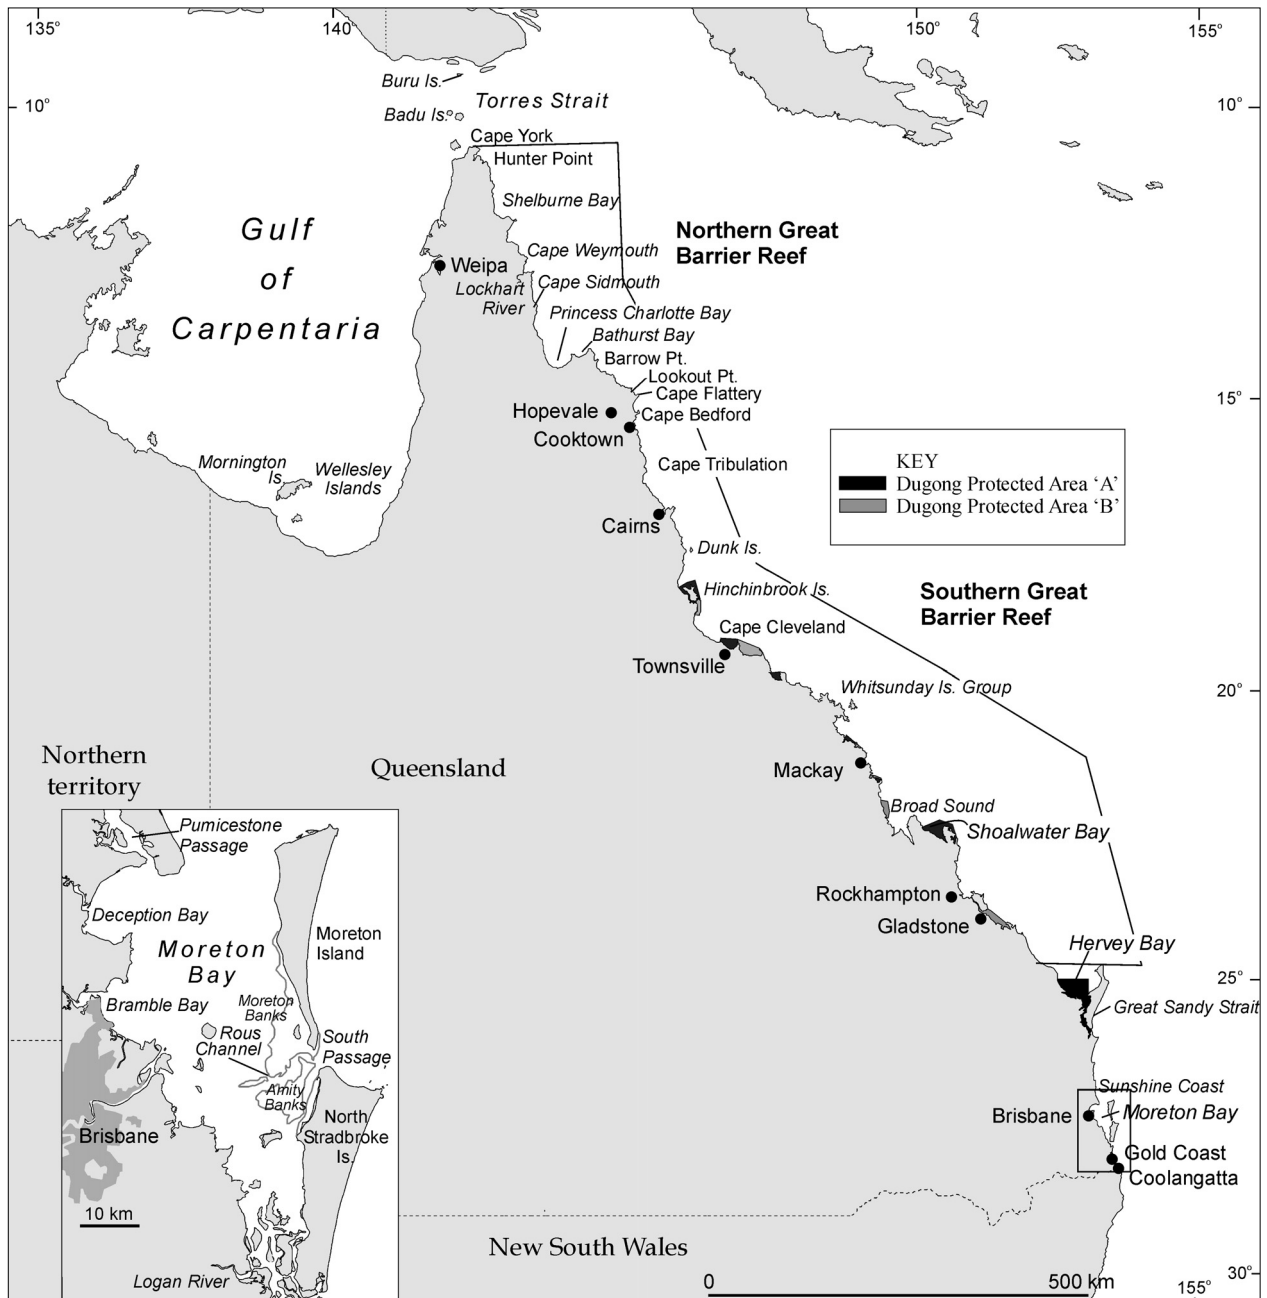 135°
140°
150°
155°
Buru Is.
10°
Torres Strait
10°
Badu Is.
Cape York
Hunter Point
Shelburne Bay
Gulf
of
Carpentaria
Northern Great
Barrier Reef
Cape Weymouth
Weipa
Lockhart
River
Cape Sidmouth
Princess Charlotte Bay
Bathurst Bay
Barrow Pt.
Lookout Pt.
Cape Flattery
15°
Hopevale
Cape Bedford
Cooktown
KEY
Dugong Protected Area ‘A’
Dugong Protected Area ‘B’
Mornington
Is.
Wellesley
Islands
Cape Tribulation
Cairns
Dunk Is.
Hinchinbrook Is.
Southern Great
Barrier Reef
Cape Cleveland
Townsville
Whitsunday Is. Group
20°
Northern
territory
Queensland
Mackay
Broad Sound
Shoalwater Bay
Rockhampton
Gladstone
Hervey Bay
25°
Great Sandy Strait
Sunshine Coast
Brisbane
Moreton Bay
Gold Coast
Coolangatta
New South Wales
0
500 km
155°
30°
Pumicestone
Passage
Deception Bay
Moreton
Bay
Moreton
Island
Bramble Bay
Moreton
Banks
Rous
Channel
South
Passage
Amity
Banks
Brisbane
North
Stradbroke
Is.
10 km
Logan River